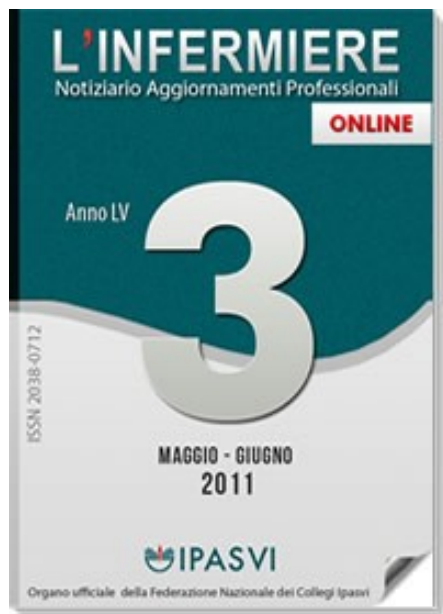 L'INFERMIERE
Notiziario Aggiornamenti Professionali
ONLINE
Anno LV
3
ISSN 2038-0712
MAGGIO - GIUGNO
2011
IPASVI
Organo ufficiale della Federazione Nazionale dei Collegi Ipasvi